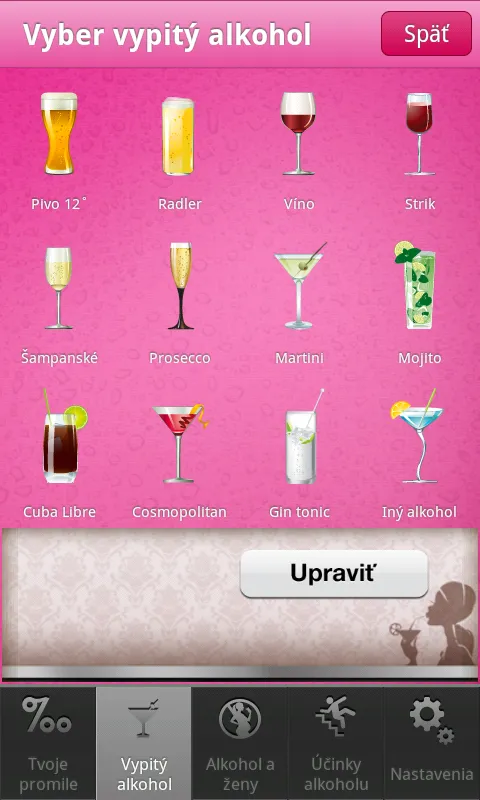 Vyber vypitý alkohol
Späť
Pivo 12°
Radler
Víno
Strik
Šampanské
Prosecco
Martini
Mojito
Cuba Libre
Cosmopolitan
Gin tonic
Iný alkohol
Upraviť
‰
Tvoje
promile
Vypitý
alkohol
Alkohol a
ženy
Účinky
alkoholu
Nastavenia